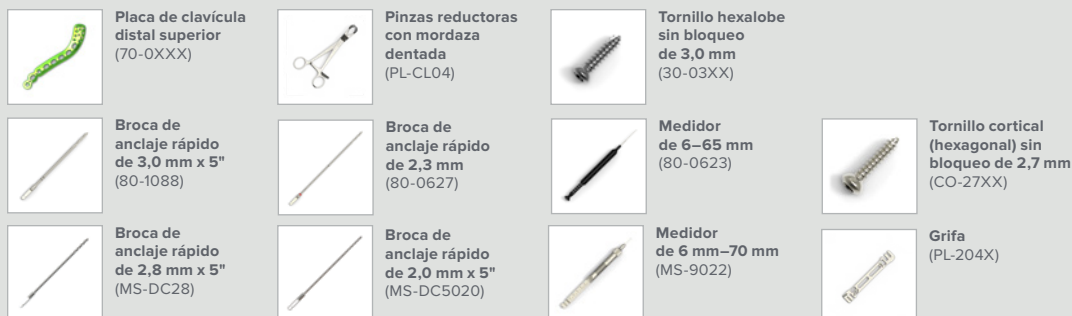 Placa de clavícula
distal superior
(70-0XXX)
Pinzas reductoras
con mordaza
dentada
(PL-CL04)
Tornillo hexalobe
sin bloqueo
de 3,0 mm
(30-03XX)
Broca de
anclaje rápido
de 3,0 mm x 5"
(80-1088)
Broca de
anclaje rápido
de 2,3 mm
(80-0627)
Medidor
de 6–65 mm
(80-0623)
Tornillo cortical
(hexagonal) sin
bloqueo de 2,7 mm
(CO-27XX)
Broca de
anclaje rápido
de 2,8 mm x 5"
(MS-DC28)
Broca de
anclaje rápido
de 2,0 mm x 5"
(MS-DC5020)
Medidor
de 6 mm–70 mm
(MS-9022)
Grifa
(PL-204X)